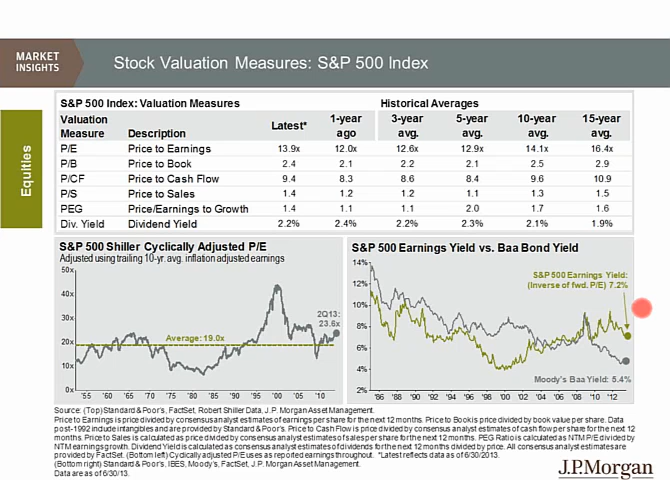 MARKET
INSIGHTS
Stock Valuation Measures: S&P 500 Index
Equities
S&P 500 Index: Valuation Measures Historical Averages
Valuation Measure Description Latest* 1-year ago 3-year avg. 5-year avg. 10-year avg. 15-year avg.
P/E Price to Earnings 13.9x 12.0x 12.6x 12.9x 14.1x 16.4x
P/B Price to Book 2.4 2.1 2.2 2.1 2.5 2.9
P/CF Price to Cash Flow 9.4 8.3 8.6 8.4 9.6 10.9
P/S Price to Sales 1.4 1.2 1.2 1.1 1.3 1.5
PEG Price/Earnings to Growth 1.4 1.1 1.1 2.0 1.7 1.6
Div. Yield Dividend Yield 2.2% 2.4% 2.2% 2.3% 2.1% 1.9%
S&P 500 Shiller Cyclically Adjusted P/E
Adjusted using trailing 10-yr. avg. inflation adjusted earnings
50x
40x
30x
20x
10x
0x
2Q13:
23.6x
Average: 19.0x
'55 '60 '65 '70 '75 '80 '85 '90 '95 '00 '05 '10
S&P 500 Earnings Yield vs. Baa Bond Yield
14%
12%
10%
8%
6%
4%
2%
S&P 500 Earnings Yield:
(Inverse of fwd. P/E) 7.2%
Moody's Baa Yield: 5.4%
'86 '88 '90 '92 '94 '96 '98 '00 '02 '04 '06 '08 '10 '12
Source: (Top) Standard & Poor's, FactSet, Robert Shiller Data, J.P. Morgan Asset Management.
Price to Earnings is price divided by consensus analyst estimates of earnings per share for the next 12 months. Price to Book is price divided by book value per share. Data
post-1992 include intangibles and are provided by Standard & Poor's. Price to Cash Flow is price divided by consensus analyst estimates of cash flow per share for the next 12
months. Price to Sales is calculated as price divided by consensus analyst estimates of sales per share for the next 12 months. PEG Ratio is calculated as NTM P/E divided by
NTM earnings growth. Dividend Yield is calculated as consensus analyst estimates of dividends for the next 12 months divided by price. All consensus analyst estimates are
provided by FactSet. (Bottom left) Cyclically adjusted P/E uses as reported earnings throughout. *Latest reflects data as of 6/30/2013.
(Bottom right) Standard & Poor's, IBES, Moody's, FactSet, J.P. Morgan Asset Management.
Data are as of 6/30/13.
J.P.Morgan